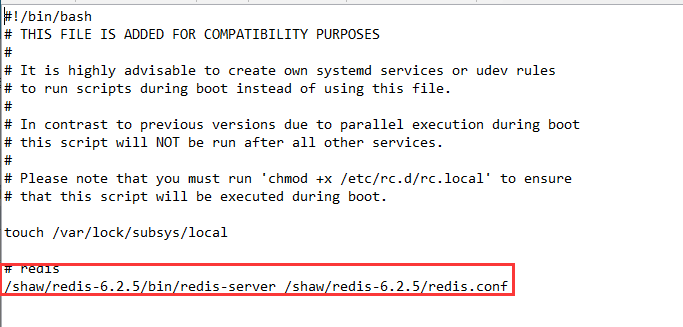 #!/bin/bash
# THIS FILE IS ADDED FOR COMPATIBILITY PURPOSES
#
# It is highly advisable to create own systemd services or udev rules
# to run scripts during boot instead of using this file.
#
# In contrast to previous versions due to parallel execution during boot
# this script will NOT be run after all other services.
#
# Please note that you must run 'chmod +x /etc/rc.d/rc.local' to ensure
# that this script will be executed during boot.
touch /var/lock/subsys/local
# redis
/shaw/redis-6.2.5/bin/redis-server /shaw/redis-6.2.5/redis.conf